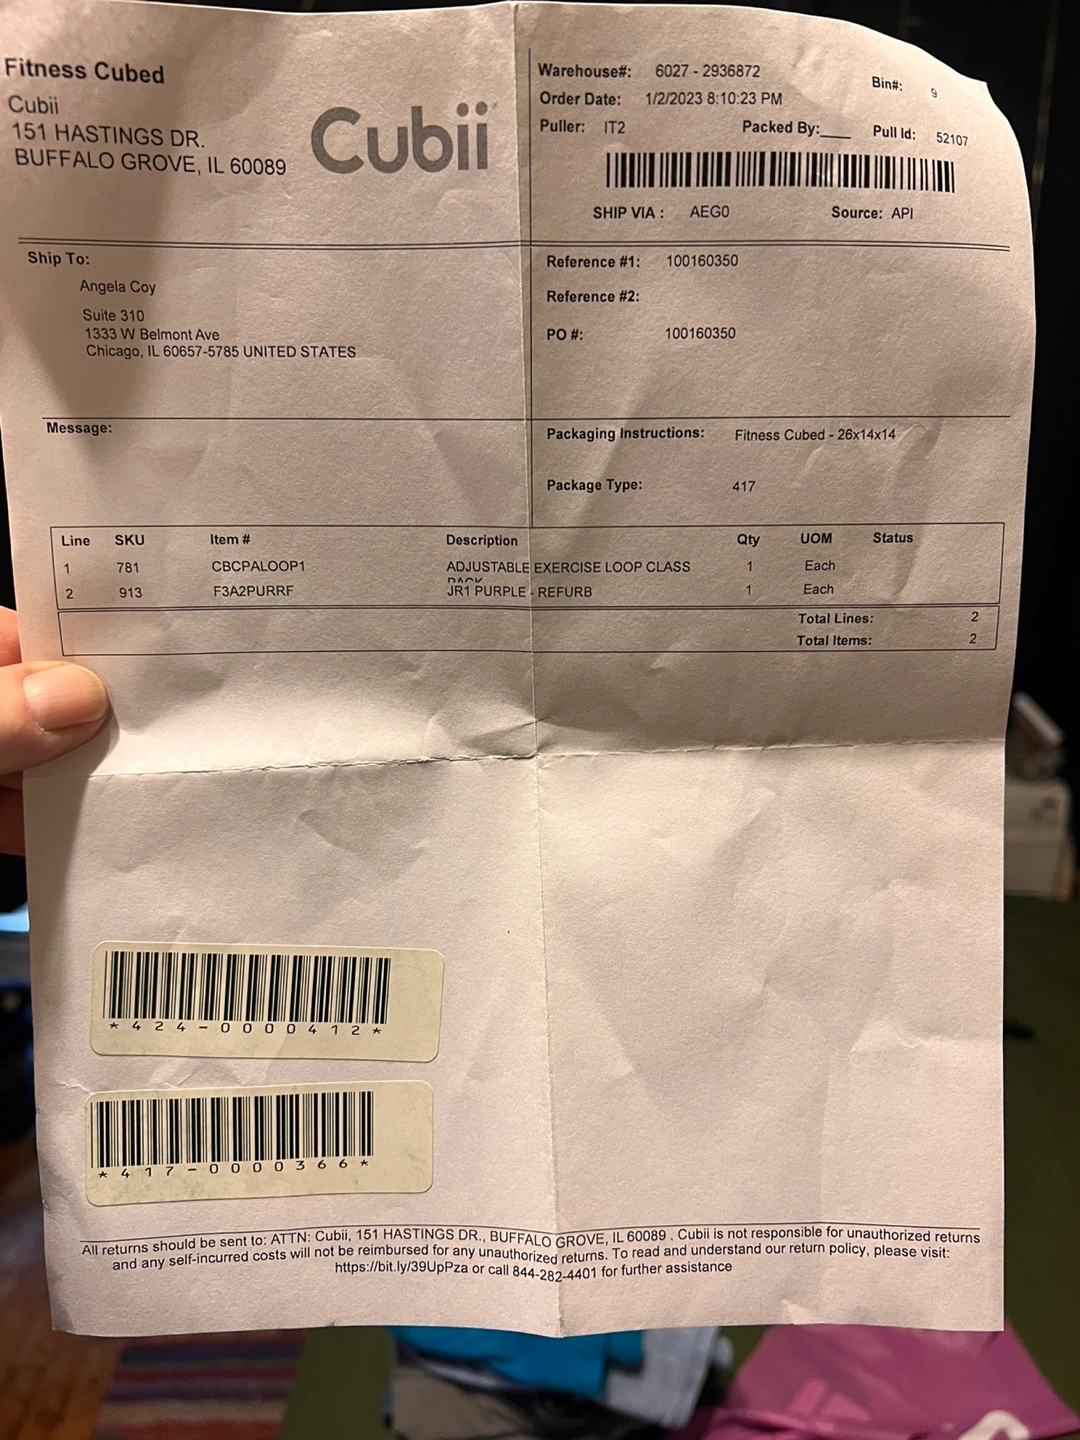 Fitness Cubed
Cubii
151 HASTINGS DR.
BUFFALO GROVE, IL 60089
Cubii
Warehouse#: 6027 - 2936872
Bin#: 9
Order Date: 1/2/2023 8:10:23 PM
Puller: IT2 Packed By:___ Pull Id: 52107
SHIP VIA : AEG0 Source: API
Ship To:
Angela Coy
Suite 310
1333 W Belmont Ave
Chicago, IL 60657-5785 UNITED STATES
Reference #1: 100160350
Reference #2:
PO #: 100160350
Message:
Packaging Instructions: Fitness Cubed - 26x14x14
Package Type: 417
Line SKU Item # Description Qty UOM Status
1 781 CBCPALOOP1 ADJUSTABLE EXERCISE LOOP CLASS 1 Each
2 913 F3A2PURRF JR1 PURPLE - REFURB 1 Each
Total Lines: 2
Total Items: 2
*424-0000412*
*417-0000366*
All returns should be sent to: ATTN: Cubii, 151 HASTINGS DR., BUFFALO GROVE, IL 60089 . Cubii is not responsible for unauthorized returns
and any self-incurred costs will not be reimbursed for any unauthorized returns. To read and understand our return policy, please visit:
https://bit.ly/39UpPza or call 844-282-4401 for further assistance